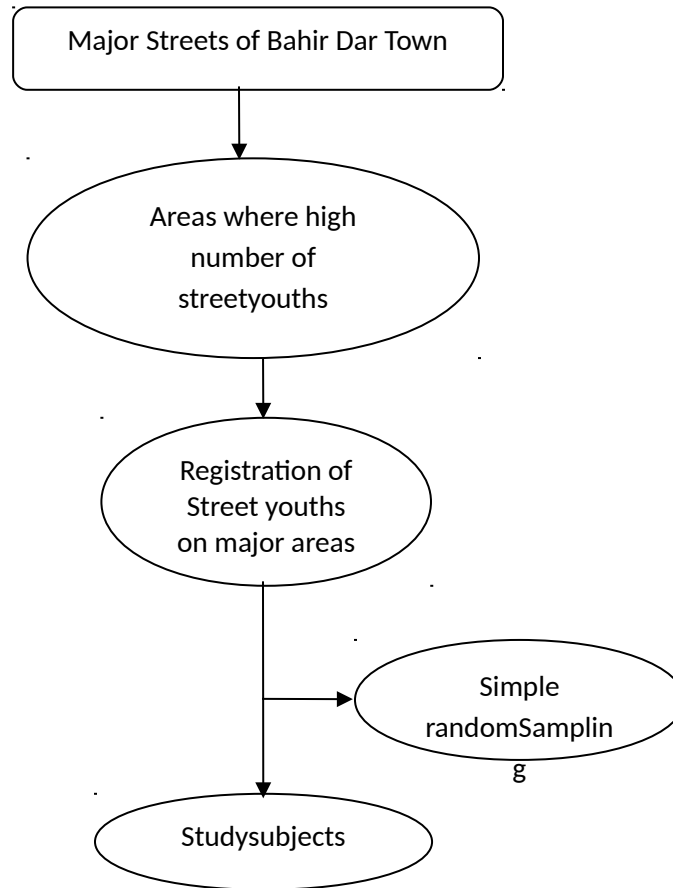 Major Streets of Bahir Dar Town
Areas where high
number of
streetyouths
Registration of
Street youths
on major areas
Simple
randomSamplin
g
Studysubjects